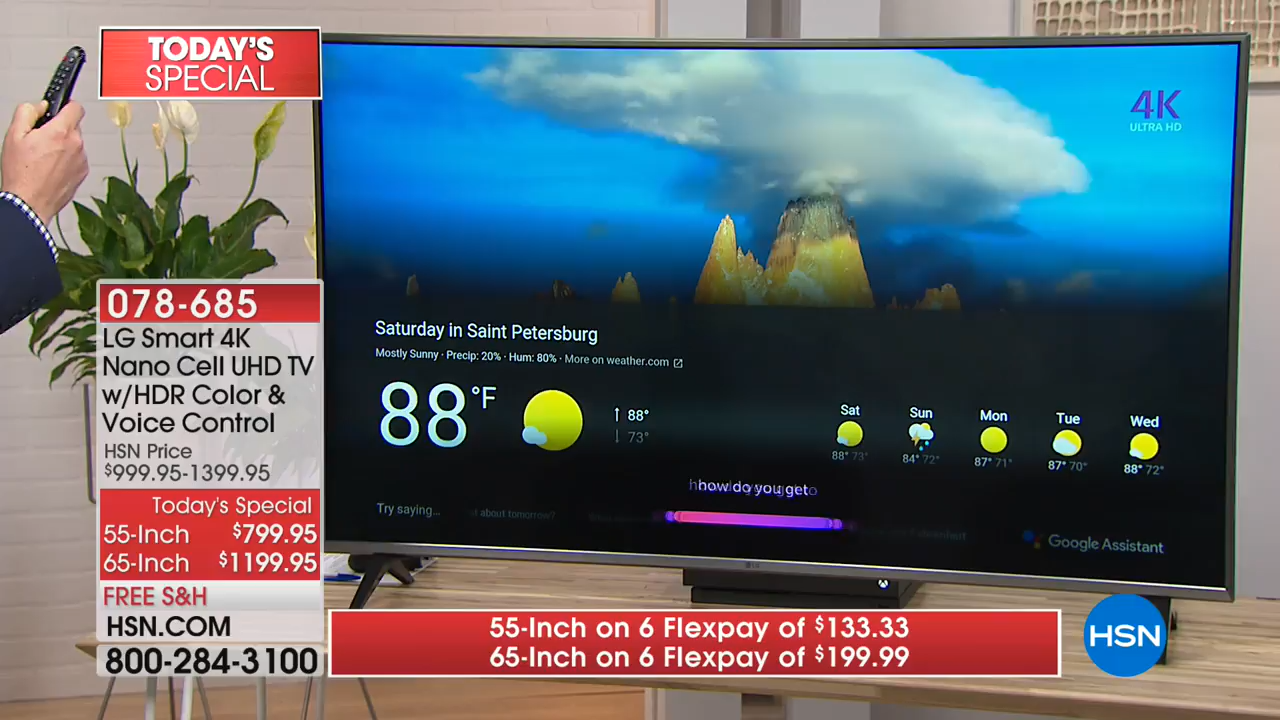 TODAY'S
SPECIAL
4K
ULTRA HD
078-685
LG Smart 4K
Nano Cell UHD TV
w/HDR Color &
Voice Control
HSN Price
$999.95-1399.95
Today's Special
55-Inch $799.95
65-Inch $1199.95
FREE S&H
HSN.COM
800-284-3100
Saturday in Saint Petersburg
Mostly Sunny · Precip: 20% · Hum: 80% · More on weather.com
88°F
↑ 88°
↓ 73°
Sat Sun Mon Tue Wed
88° 73° 84° 72° 87° 71° 87° 70° 88° 72°
how do you get
Try saying...
about tomorrow?
Google Assistant
LG
55-Inch on 6 Flexpay of $133.33
65-Inch on 6 Flexpay of $199.99
HSN